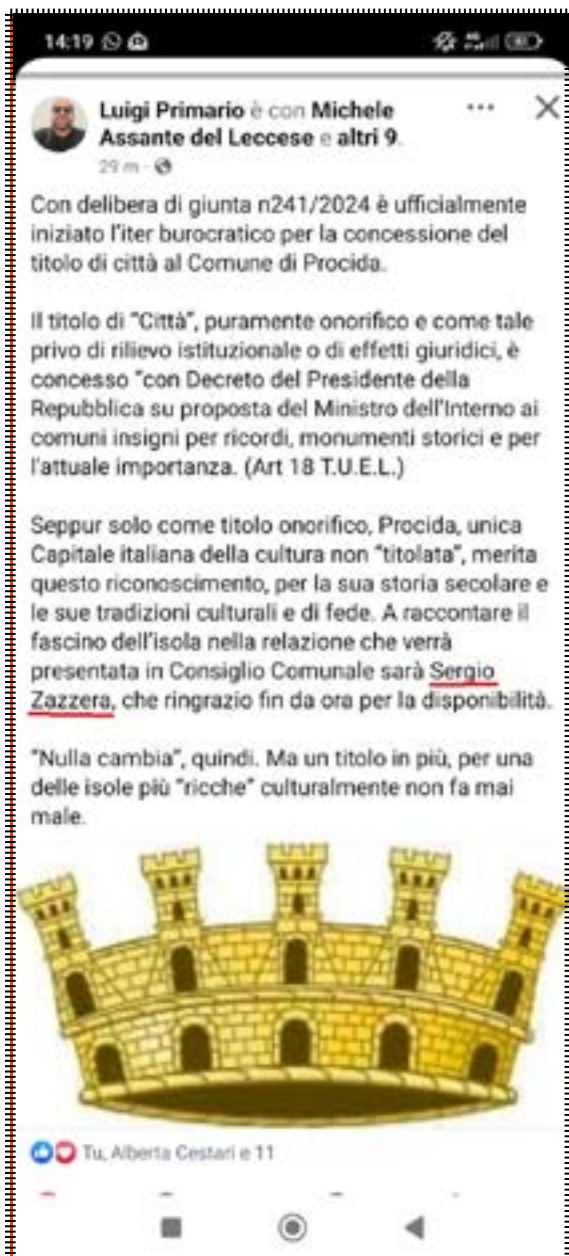 14:19
Luigi Primario è con Michele
Assante del Leccese e altri 9.
29 m
Con delibera di giunta n241/2024 è ufficialmente
iniziato l'iter burocratico per la concessione del
titolo di città al Comune di Procida.
Il titolo di "Città", puramente onorifico e come tale
privo di rilievo istituzionale o di effetti giuridici, è
concesso "con Decreto del Presidente della
Repubblica su proposta del Ministro dell'Interno ai
comuni insigni per ricordi, monumenti storici e per
l'attuale importanza. (Art 18 T.U.E.L.)
Seppur solo come titolo onorifico, Procida, unica
Capitale italiana della cultura non "titolata", merita
questo riconoscimento, per la sua storia secolare e
le sue tradizioni culturali e di fede. A raccontare il
fascino dell'isola nella relazione che verrà
presentata in Consiglio Comunale sarà Sergio
Zazzera, che ringrazio fin da ora per la disponibilità.
"Nulla cambia", quindi. Ma un titolo in più, per una
delle isole più "ricche" culturalmente non fa mai
male.
Tu, Alberta Cestari e 11